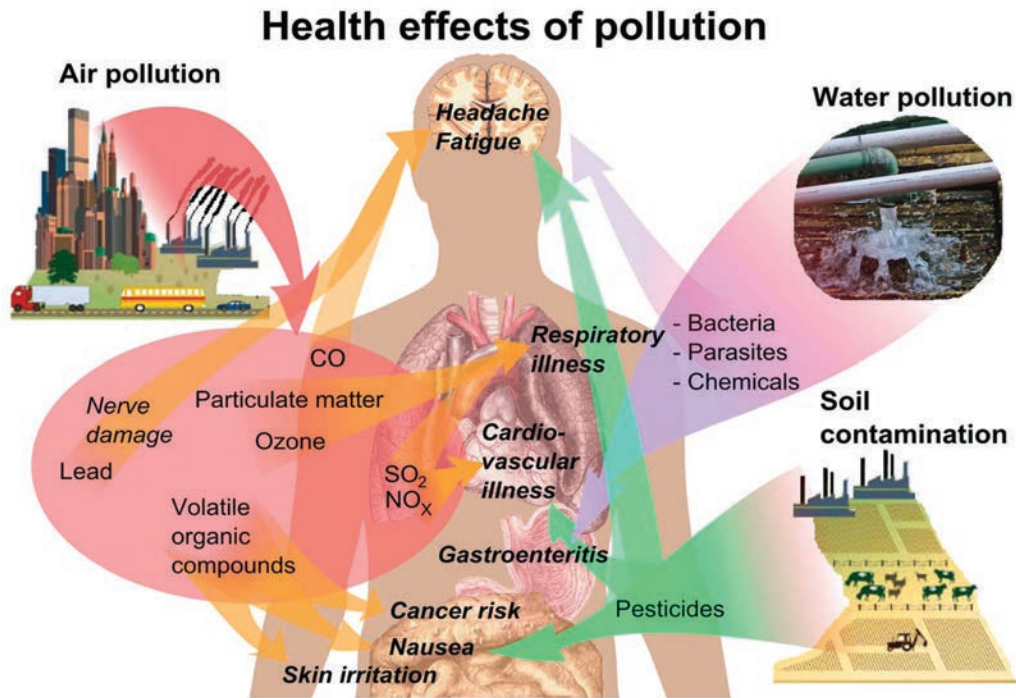 Health effects of pollution
Air pollution
Water pollution
Headache
Fatigue
Respiratory
illness
- Bacteria
- Parasites
- Chemicals
CO
Particulate matter
Nerve
damage
Ozone
Lead
Soil
contamination
Cardio-
vascular
illness
SO2
NOX
Volatile
organic
compounds
Gastroenteritis
Pesticides
Cancer risk
Nausea
Skin irritation